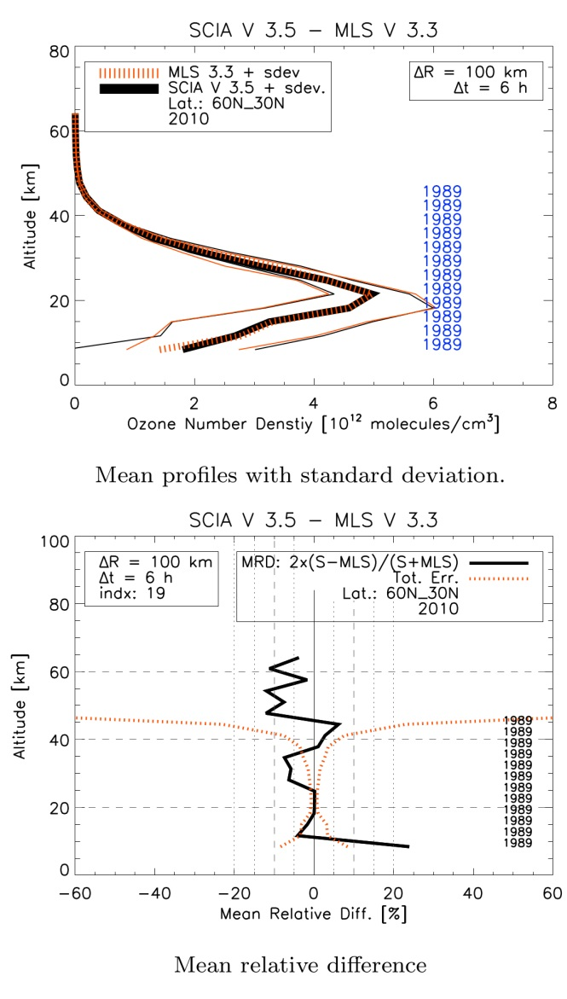 SCIA V 3.5 − MLS V 3.3
MLS 3.3 + sdev
SCIA V 3.5 + sdev.
Lat.: 60N_30N
2010
ΔR = 100 km
Δt = 6 h
80
60
40
20
0
Altitude [km]
1989
1989
1989
1989
1989
1989
1989
1989
1989
1989
1989
1989
0 2 4 6 8
Ozone Number Denstiy [10¹² molecules/cm³]
Mean profiles with standard deviation.
SCIA V 3.5 − MLS V 3.3
ΔR = 100 km
Δt = 6 h
indx: 19
MRD: 2x(S−MLS)/(S+MLS)
Tot. Err.
Lat.: 60N_30N
2010
100
80
60
40
20
0
Altitude [km]
1989
1989
1989
1989
1989
1989
1989
1989
1989
1989
1989
1989
−60 −40 −20 0 20 40 60
Mean Relative Diff. [%]
Mean relative difference